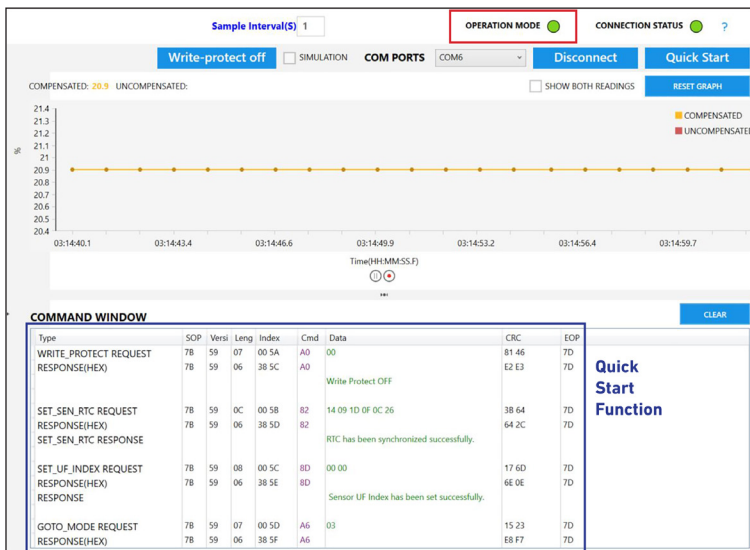 Sample Interval(S) 1 OPERATION MODE CONNECTION STATUS ?
Write-protect off SIMULATION COM PORTS COM6 Disconnect Quick Start
COMPENSATED: 20.9 UNCOMPENSATED: SHOW BOTH READINGS RESET GRAPH
COMPENSATED
UNCOMPENSATED
%
21.4
21.3
21.2
21.1
21
20.9
20.8
20.7
20.6
20.5
20.4
03:14:40.1 03:14:43.4 03:14:46.6 03:14:49.9 03:14:53.2 03:14:56.4 03:14:59.7
Time(HH:MM:SS.F)
COMMAND WINDOW CLEAR
Type SOP Versi Leng Index Cmd Data CRC EOP
WRITE_PROTECT REQUEST 7B 59 07 00 5A A0 00 81 46 7D
RESPONSE(HEX) 7B 59 06 38 5C A0 E2 E3 7D
Write Protect OFF
SET_SEN_RTC REQUEST 7B 59 0C 00 5B 82 14 09 1D 0F 0C 26 3B 64 7D
RESPONSE(HEX) 7B 59 06 38 5D 82 64 2C 7D
SET_SEN_RTC RESPONSE RTC has been synchronized successfully.
SET_UF_INDEX REQUEST 7B 59 08 00 5C 8D 00 00 17 6D 7D
RESPONSE(HEX) 7B 59 06 38 5E 8D 6E 0E 7D
RESPONSE Sensor UF Index has been set successfully.
GOTO_MODE REQUEST 7B 59 07 00 5D A6 03 15 23 7D
RESPONSE(HEX) 7B 59 06 38 5F A6 E8 F7 7D
Quick
Start
Function